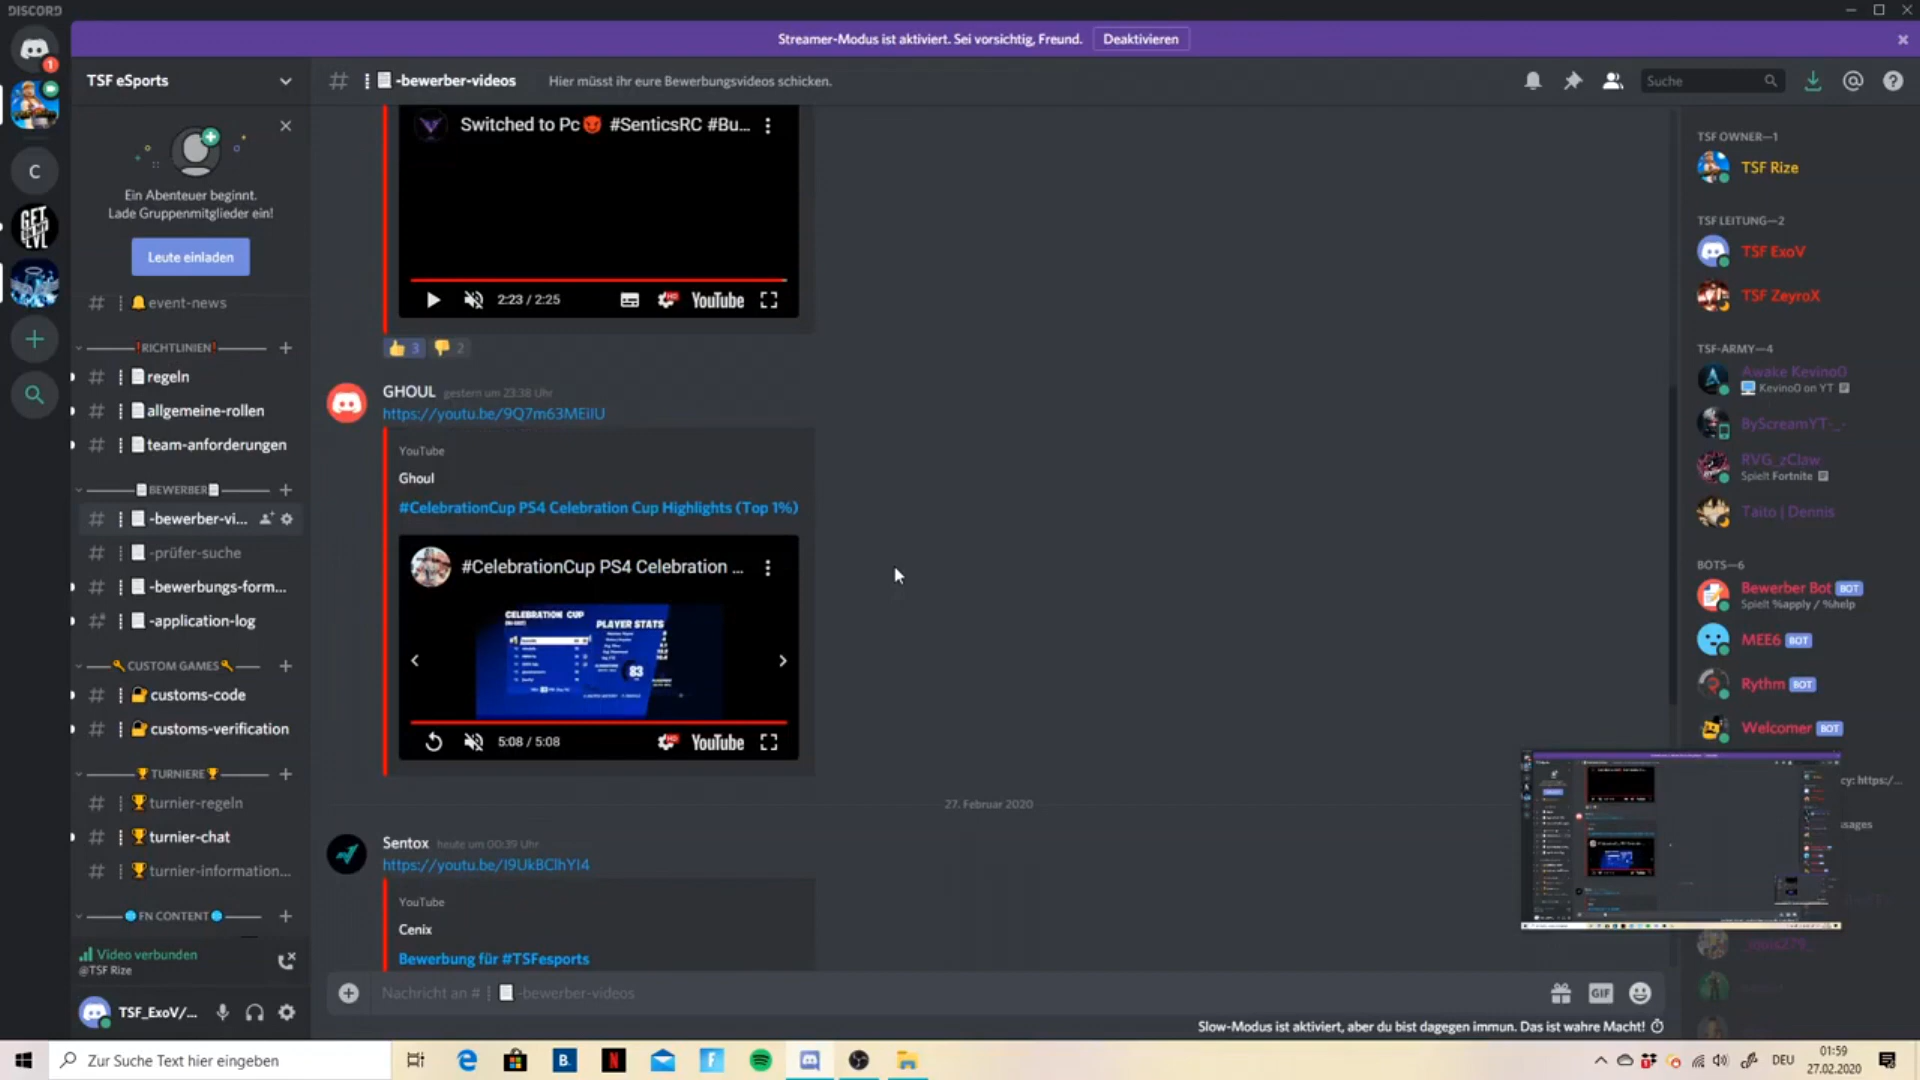 DISCORD
Streamer-Modus ist aktiviert. Sei vorsichtig, Freund.
Deaktivieren
1
TSF eSports
-bewerber-videos
Hier müsst ihr eure Bewerbungsvideos schicken.
Suche
Ein Abenteuer beginnt.
Lade Gruppenmitglieder ein!
Leute einladen
C
GET
LVL
event-news
RICHTLINIEN
regeln
allgemeine-rollen
team-anforderungen
BEWERBER
-bewerber-vi...
-prüfer-suche
-bewerbungs-form...
-application-log
CUSTOM GAMES
customs-code
customs-verification
TURNIERE
turnier-regeln
turnier-chat
turnier-information...
FN CONTENT
Video verbunden
@TSF Rize
TSF_ExoV/...
Switched to Pc😈 #SenticsRC #Bu...
2:23 / 2:25
HD
YouTube
👍 3
👎 2
GHOUL gestern um 23:38 Uhr
https://youtu.be/9Q7m63MEiIU
YouTube
Ghoul
#CelebrationCup PS4 Celebration Cup Highlights (Top 1%)
#CelebrationCup PS4 Celebration ...
CELEBRATION CUP
PLAYER STATS
83
5:08 / 5:08
HD
YouTube
27. Februar 2020
Sentox heute um 00:39 Uhr
https://youtu.be/I9UkBClhYI4
YouTube
Cenix
Bewerbung für #TSFesports
Nachricht an # -bewerber-videos
GIF
Slow-Modus ist aktiviert, aber du bist dagegen immun. Das ist wahre Macht!
TSF OWNER—1
TSF Rize
TSF LEITUNG—2
TSF ExoV
TSF ZeyroX
TSF-ARMY—4
Awake Kevin0
Kevin0 on YT
ByScreamYT-_-
RVG_zClaw
Spielt Fortnite
Taito | Dennis
BOTS—6
Bewerber Bot BOT
Spielt %apply / %help
MEE6 BOT
Rythm BOT
Welcomer BOT
cy: https:/...
Zur Suche Text hier eingeben
B.
N
F
DEU
01:59
27.02.2020